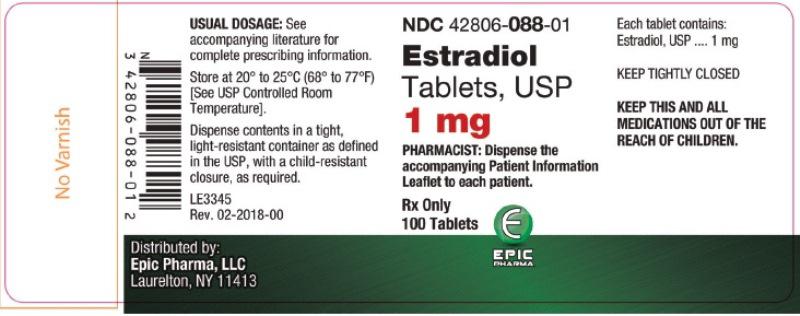 No Varnish
N
3 42806-088-01 2
USUAL DOSAGE: See
accompanying literature for
complete prescribing information.
Store at 20° to 25°C (68° to 77°F)
[See USP Controlled Room
Temperature].
Dispense contents in a tight,
light-resistant container as defined
in the USP, with a child-resistant
closure, as required.
LE3345
Rev. 02-2018-00
Distributed by:
Epic Pharma, LLC
Laurelton, NY 11413
NDC 42806-088-01
Estradiol
Tablets, USP
1 mg
PHARMACIST: Dispense the
accompanying Patient Information
Leaflet to each patient.
Rx Only
100 Tablets
E
EPIC
PHARMA
Each tablet contains:
Estradiol, USP .... 1 mg
KEEP TIGHTLY CLOSED
KEEP THIS AND ALL
MEDICATIONS OUT OF THE
REACH OF CHILDREN.